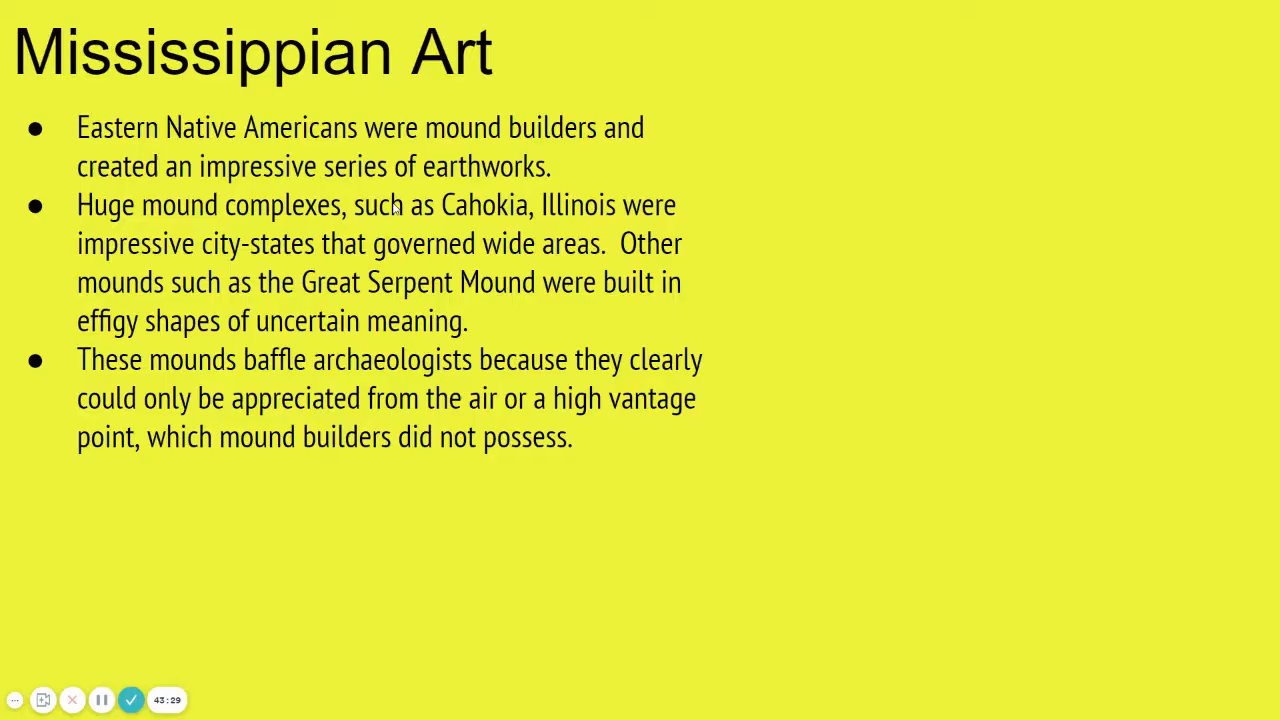 Mississippian Art
● Eastern Native Americans were mound builders and
created an impressive series of earthworks.
● Huge mound complexes, such as Cahokia, Illinois were
impressive city-states that governed wide areas.  Other
mounds such as the Great Serpent Mound were built in
effigy shapes of uncertain meaning.
● These mounds baffle archaeologists because they clearly
could only be appreciated from the air or a high vantage
point, which mound builders did not possess.
43:29